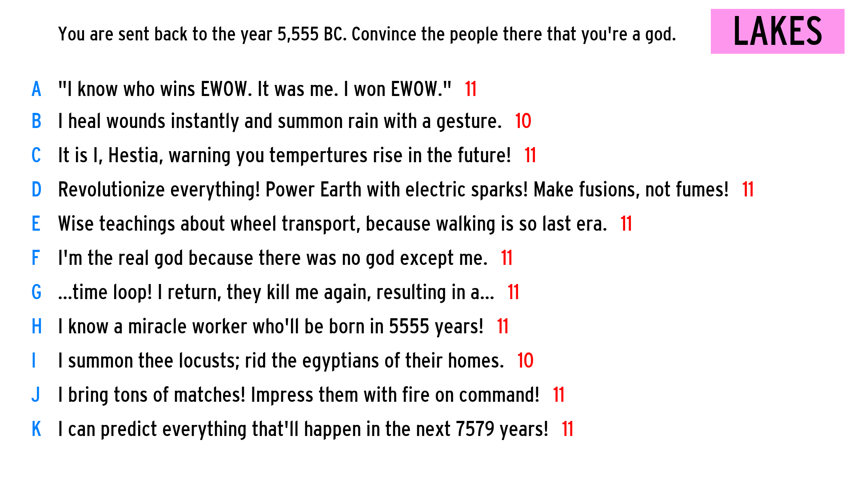 You are sent back to the year 5,555 BC. Convince the people there that you're a god.
LAKES
A "I know who wins EWOW. It was me. I won EWOW." 11
B I heal wounds instantly and summon rain with a gesture. 10
C It is I, Hestia, warning you tempertures rise in the future! 11
D Revolutionize everything! Power Earth with electric sparks! Make fusions, not fumes! 11
E Wise teachings about wheel transport, because walking is so last era. 11
F I'm the real god because there was no god except me. 11
G ...time loop! I return, they kill me again, resulting in a... 11
H I know a miracle worker who'll be born in 5555 years! 11
I I summon thee locusts; rid the egyptians of their homes. 10
J I bring tons of matches! Impress them with fire on command! 11
K I can predict everything that'll happen in the next 7579 years! 11